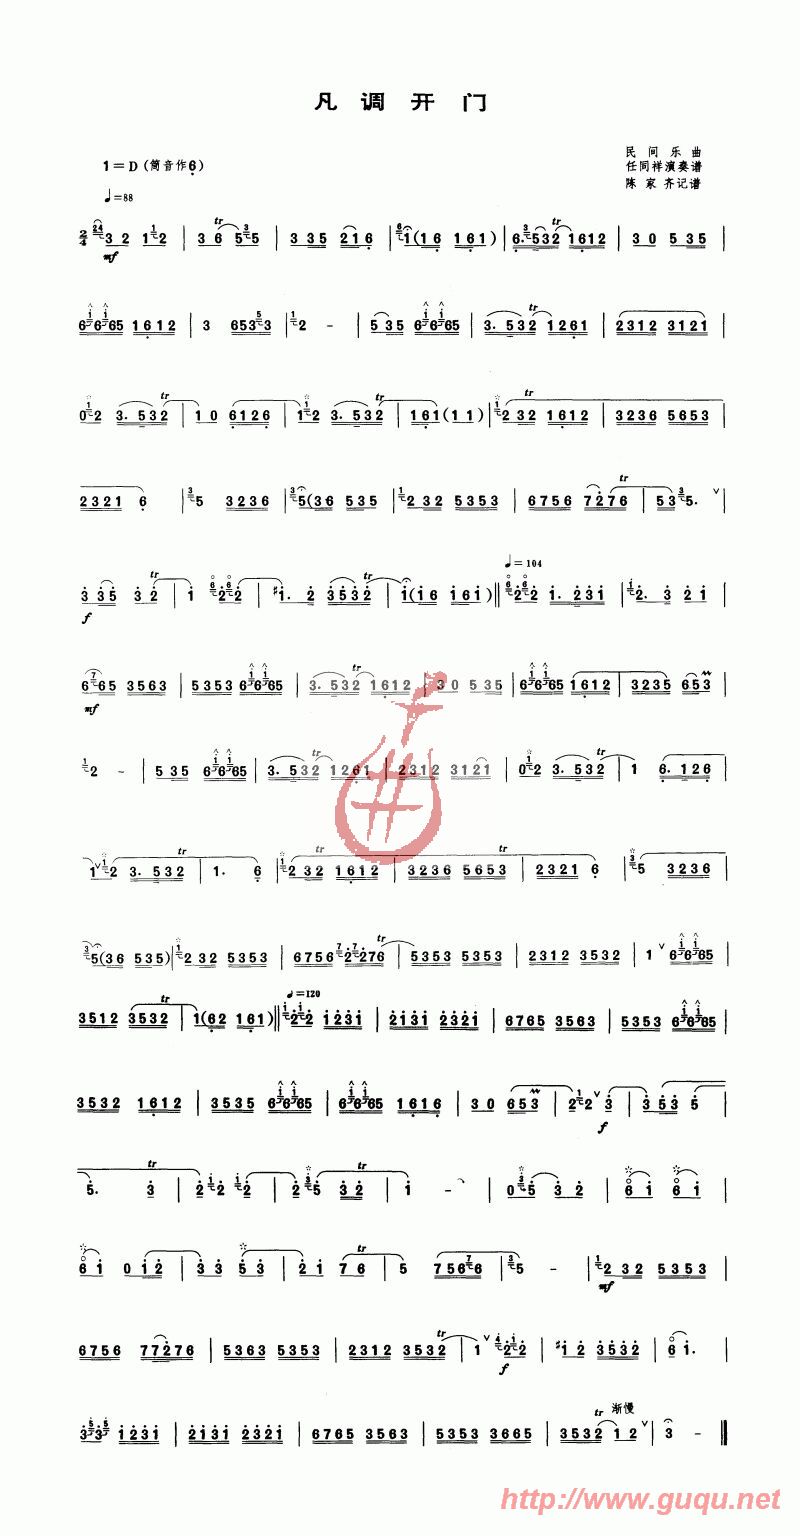 凡 调 开 门
民 间 乐 曲
1=D (筒音作6)
任同祥演奏谱
陈 家 齐记谱
♩=88
2/4 3 2 1 2 | 3 6 5 5 | 3 3 5 2 1 6 | 1 (1 6 1 6 1) | 6. 5 3 2 1 6 1 2 | 3 0 5 3 5 |
mf
6 6 6 5 1 6 1 2 | 3 6 5 3 3 | 2 - | 5 3 5 6 6 6 5 | 3. 5 3 2 1 2 6 1 | 2 3 1 2 3 1 2 1 |
0 2 3. 5 3 2 | 1 0 6 1 2 6 | 1 2 3. 5 3 2 | 1 6 1 (1 1) | 2 3 2 1 6 1 2 | 3 2 3 6 5 6 5 3 |
2 3 2 1 6 | 5 3 2 3 6 | 5 (3 6 5 3 5 | 2 3 2 5 3 5 3 | 6 7 5 6 7 2 7 6 | 5 3 5. |
♩=104
3 3 5 3 2 | 1 2 2 | #1. 2 3 5 3 2 | 1 (1 6 1 6 1) || 2 2 1. 2 3 1 | 2. 3 2 1 |
f
6 6 5 3 5 6 3 | 5 3 5 3 6 6 6 5 | 3. 5 3 2 1 6 1 2 | 3 0 5 3 5 | 6 6 6 5 1 6 1 2 | 3 2 3 5 6 5 3 |
mf
2 - | 5 3 5 6 6 6 5 | 3. 5 3 2 1 2 6 1 | 2 3 1 2 3 1 2 1 | 0 2 3. 5 3 2 | 1 6. 1 2 6 |
1 2 3. 5 3 2 | 1. 6 | 2 3 2 1 6 1 2 | 3 2 3 6 5 6 5 3 | 2 3 2 1 6 | 5 3 2 3 6 |
5 (3 6 5 3 5) | 2 3 2 5 3 5 3 | 6 7 5 6 2 2 7 6 | 5 3 5 3 5 3 5 3 | 2 3 1 2 3 5 3 2 | 1 6 6 6 5 |
♩=120
3 5 1 2 3 5 3 2 | 1 (6 2 1 6 1) || 2 2 1 2 3 1 | 2 1 3 1 2 3 2 1 | 6 7 6 5 3 5 6 3 | 5 3 5 3 6 6 6 5 |
3 5 3 2 1 6 1 2 | 3 5 3 5 6 6 6 5 | 6 6 6 5 1 6 1 6 | 3 0 6 5 3 | 2 2 3 | 3 5 3 5 |
f
5. 3 | 2 2 2 | 2 5 3 2 | 1 - | 0 5 3 2 | 6 1 6 1 |
6 1 0 1 2 | 3 3 5 3 | 2 1 7 6 | 5 7 5 6 6 | 5 - | 2 3 2 5 3 5 3 |
mf
6 7 5 6 7 7 2 7 6 | 5 3 6 3 5 3 5 3 | 2 3 1 2 3 5 3 2 | 1 2 2 | #1 2 3 5 3 2 | 6 1. |
f
渐慢
3 3 1 2 3 1 | 2 1 3 1 2 3 2 1 | 6 7 6 5 3 5 6 3 | 5 3 5 3 3 6 6 5 | 3 5 3 2 1 2 | 3 - ||
http://www.guqu.net